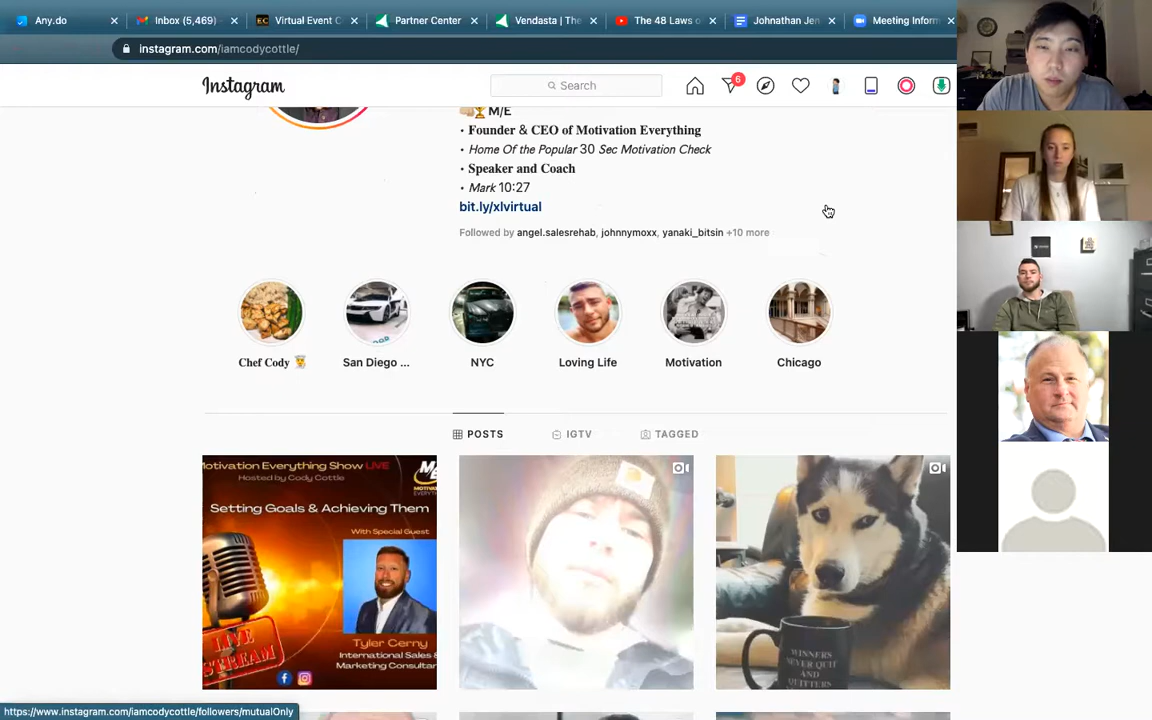 Any.do
Inbox (5,469)
Virtual Event C
Partner Center
Vendasta | The
The 48 Laws o
Johnathan Jen
Meeting Inform
instagram.com/iamcodycottle/
Instagram
Search
6
M/E
• Founder & CEO of Motivation Everything
• Home Of the Popular 30 Sec Motivation Check
• Speaker and Coach
• Mark 10:27
bit.ly/xlvirtual
Followed by angel.salesrehab, johnnymoxx, yanaki_bitsin +10 more
Chef Cody
San Diego ...
NYC
Loving Life
Motivation
Chicago
POSTS
IGTV
TAGGED
Motivation Everything Show LIVE
Hosted by Cody Cottle
Setting Goals & Achieving Them
With Special Guest
LIVE
STREAM
Tyler Cerny
International Sales &
Marketing Consultan
WINNERS
NEVER QUIT
AND
QUITTERS
https://www.instagram.com/iamcodycottle/followers/mutualOnly